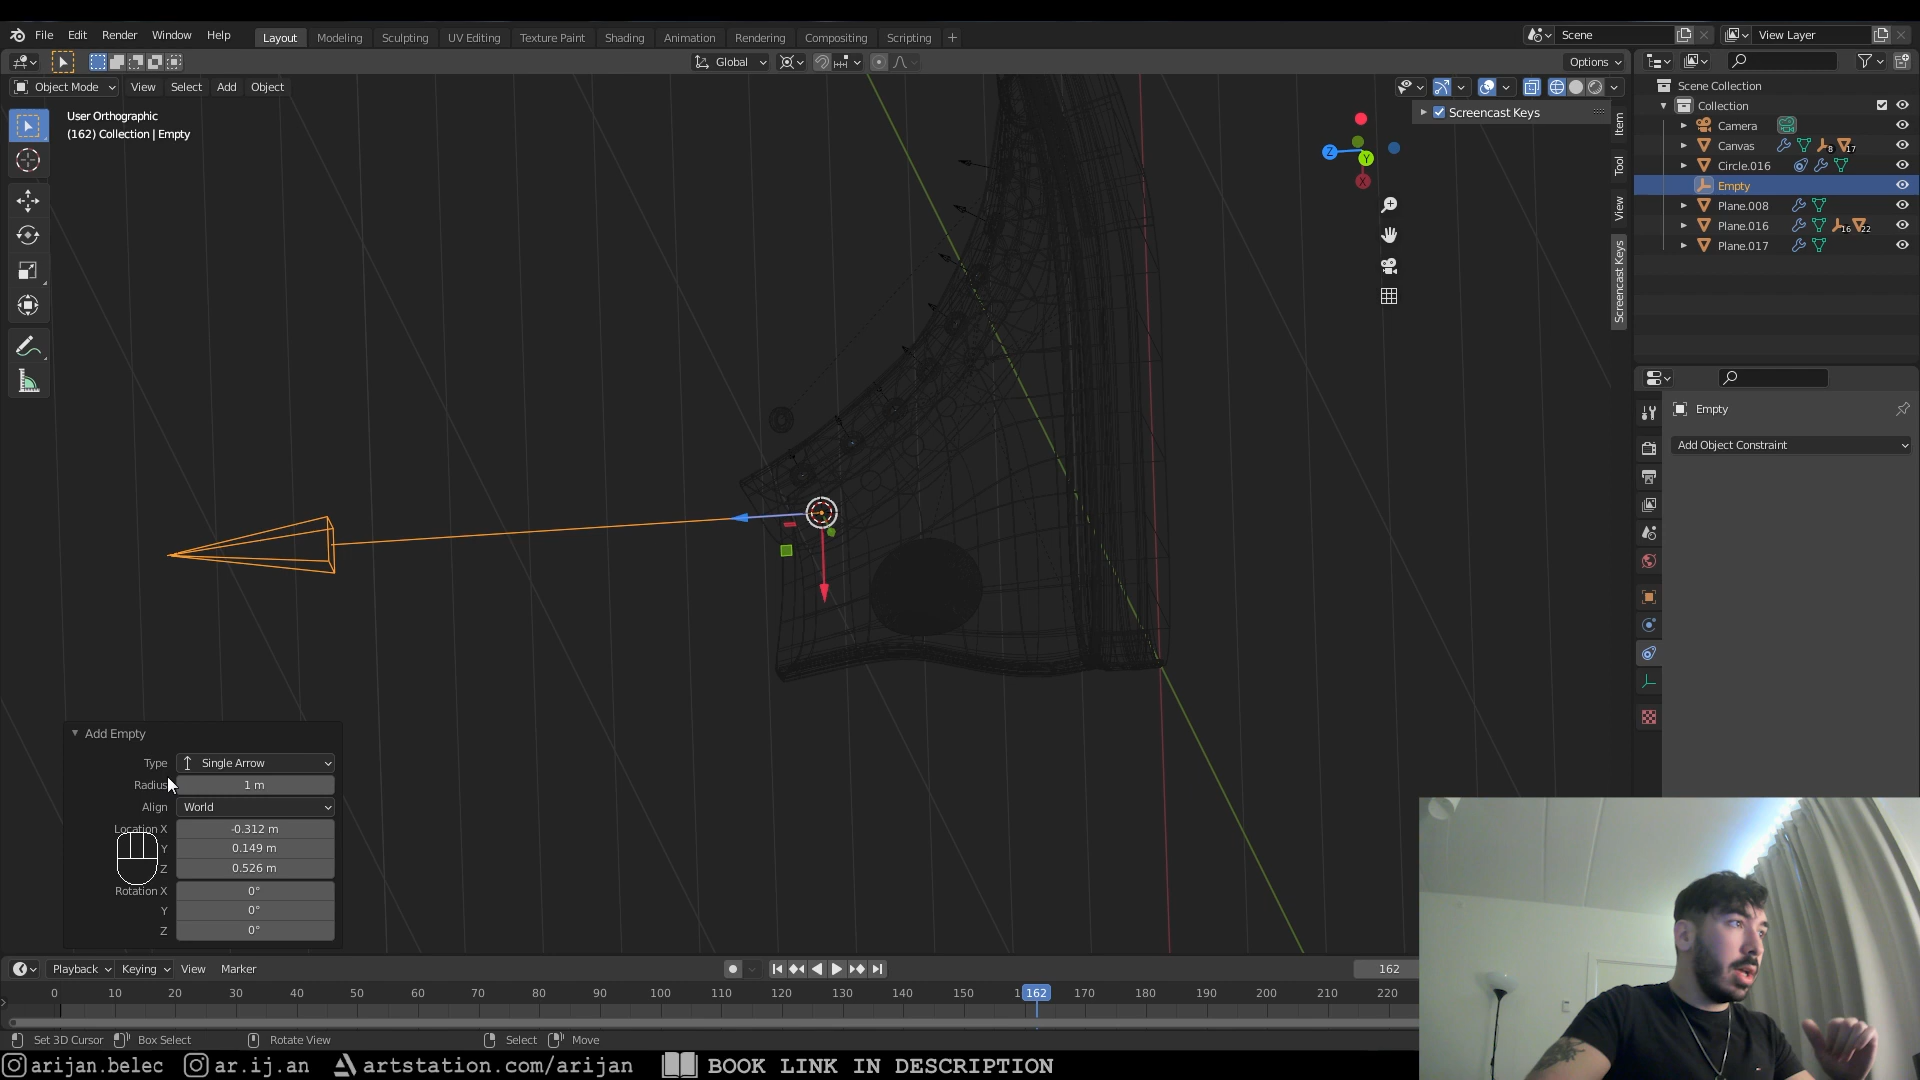 File Edit Render Window Help
Layout Modeling Sculpting UV Editing Texture Paint Shading Animation Rendering Compositing Scripting +
Scene
View Layer
Global
Options
Object Mode View Select Add Object
User Orthographic
(162) Collection | Empty
Screencast Keys
Z
Y
X
Item
Tool
View
Screencast Keys
Scene Collection
Collection
Camera
Canvas 8 17
Circle.016
Empty
Plane.008
Plane.016 16 22
Plane.017
Empty
Add Object Constraint
Add Empty
Type Single Arrow
Radius 1 m
Align World
Location X -0.312 m
Y 0.149 m
Z 0.526 m
Rotation X 0°
Y 0°
Z 0°
Playback Keying View Marker
162
0 10 20 30 40 50 60 70 80 90 100 110 120 130 140 150 162 170 180 190 200 210 220
Set 3D Cursor Box Select Rotate View Select Move
arijan.belec ar.ij.an artstation.com/arijan BOOK LINK IN DESCRIPTION